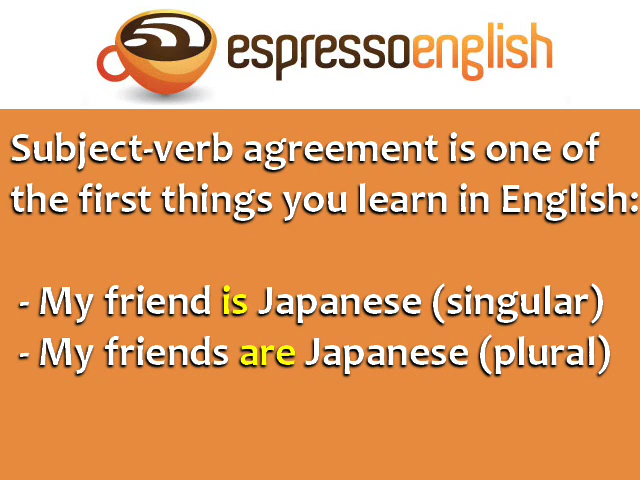 espressoenglish
Subject-verb agreement is one of
the first things you learn in English:
- My friend is Japanese (singular)
- My friends are Japanese (plural)